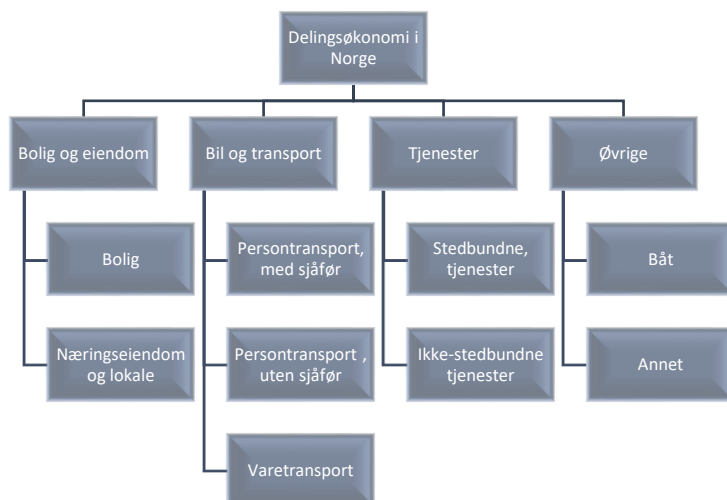 Delingsøkonomi i
Norge
Bolig og eiendom
Bil og transport
Tjenester
Øvrige
Bolig
Næringseiendom
og lokale
Persontransport,
med sjåfør
Persontransport ,
uten sjåfør
Varetransport
Stedbundne,
tjenester
Ikke-stedbundne
tjenester
Båt
Annet